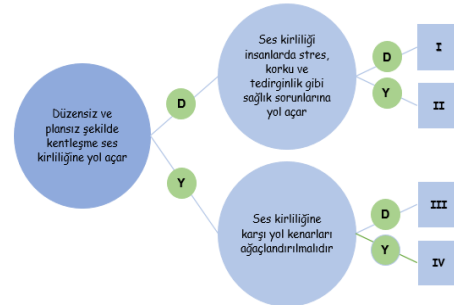 Düzensiz ve
plansız şekilde
kentleşme ses
kirliliğine yol açar
D
Y
Ses kirliliği
insanlarda stres,
korku ve
tedirginlik gibi
sağlık sorunlarına
yol açar
D
Y
I
II
Ses kirliliğine
karşı yol kenarları
ağaçlandırılmalıdır
D
Y
III
IV